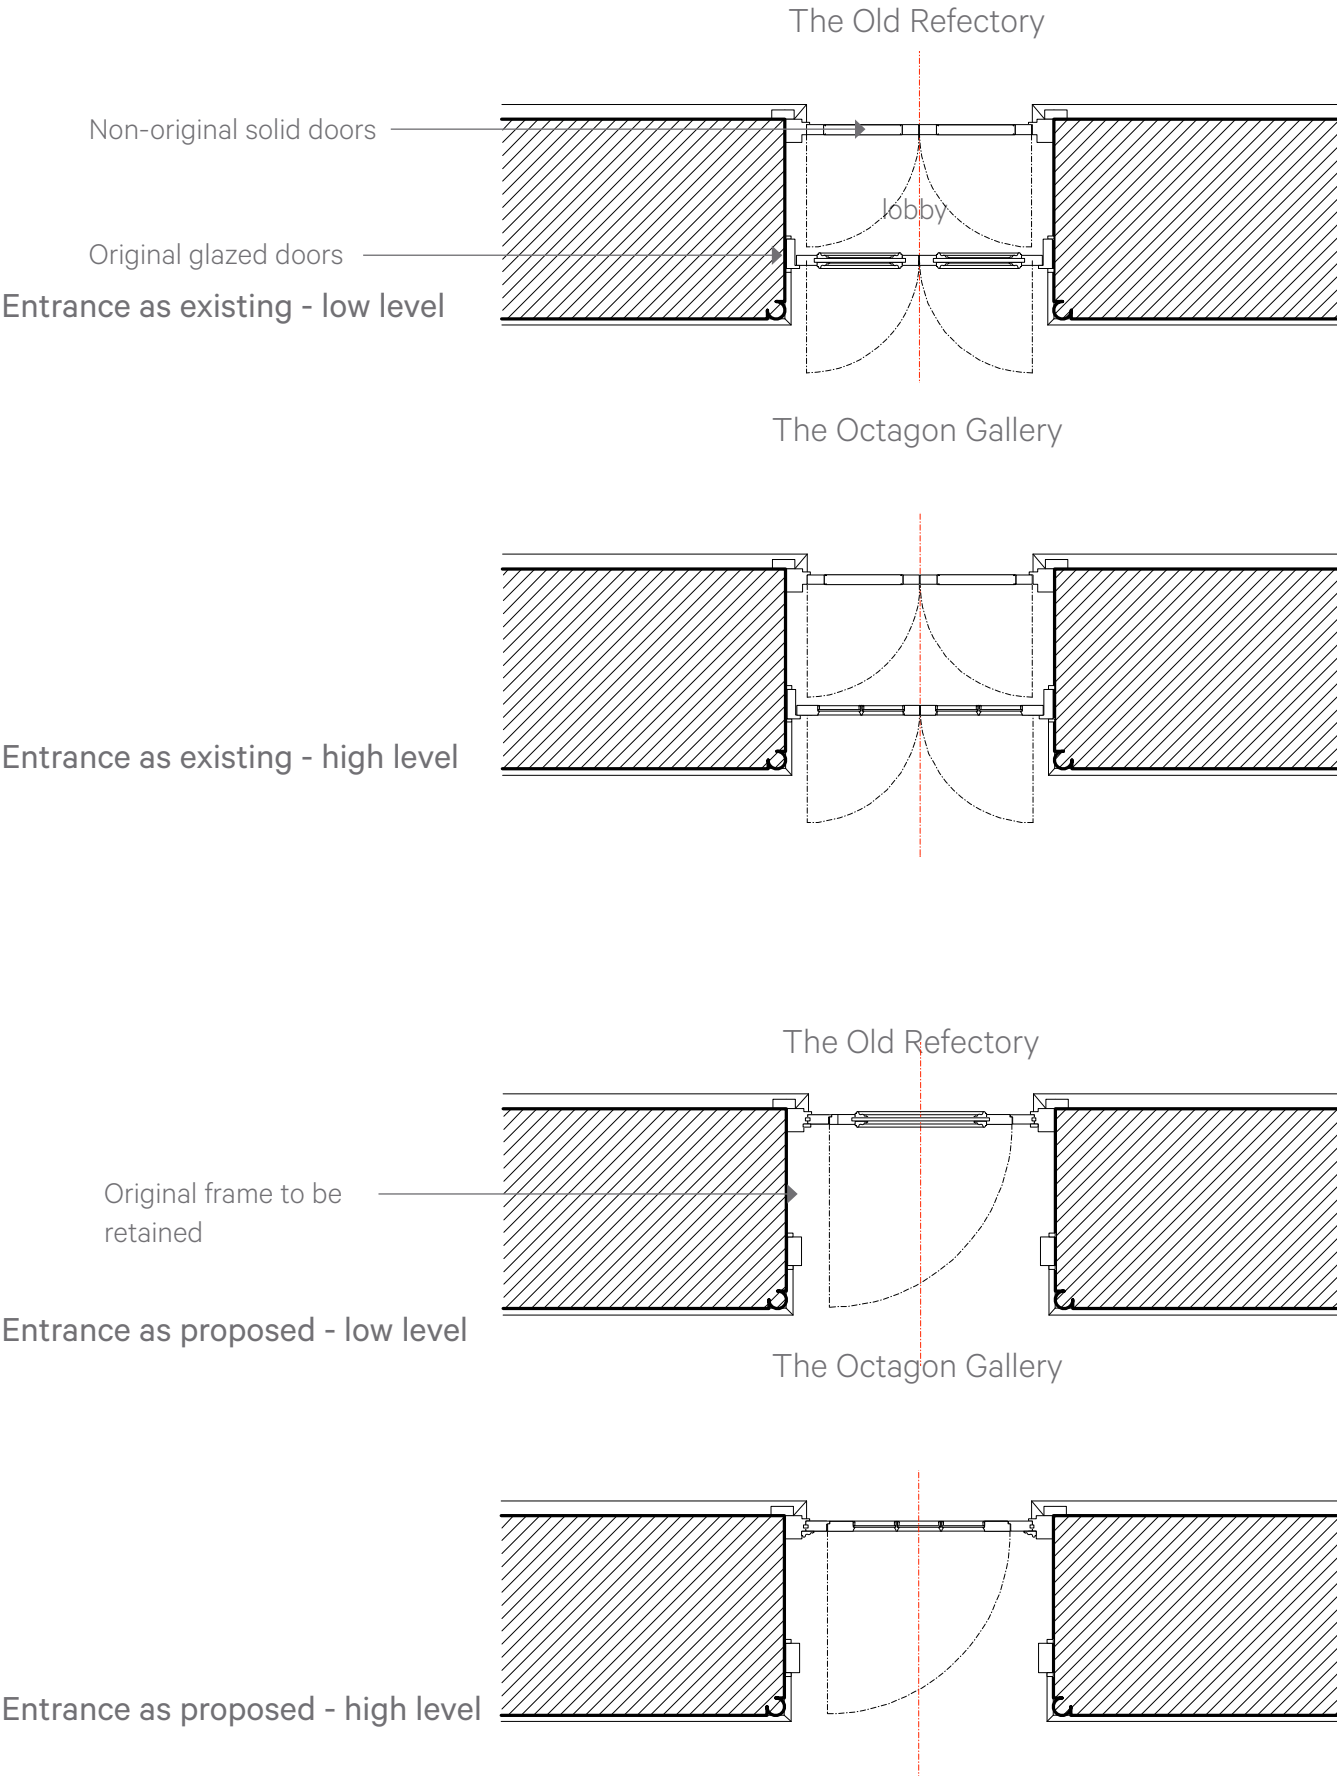 The Old Refectory
Non-original solid doors
lobby
Original glazed doors
Entrance as existing - low level
The Octagon Gallery
Entrance as existing - high level
The Old Refectory
Original frame to be
retained
Entrance as proposed - low level
The Octagon Gallery
Entrance as proposed - high level